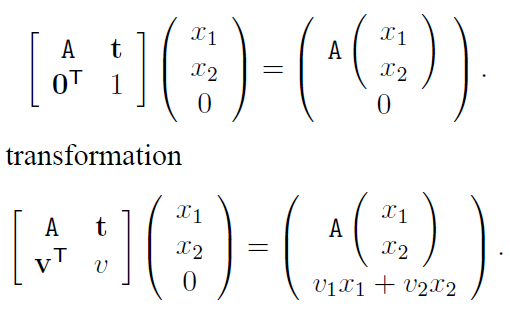 [ A t ; 0ᵀ 1 ] ( x₁ ; x₂ ; 0 ) = ( A ( x₁ ; x₂ ) ; 0 ) .
transformation
[ A t ; vᵀ v ] ( x₁ ; x₂ ; 0 ) = ( A ( x₁ ; x₂ ) ; v₁x₁ + v₂x₂ ) .